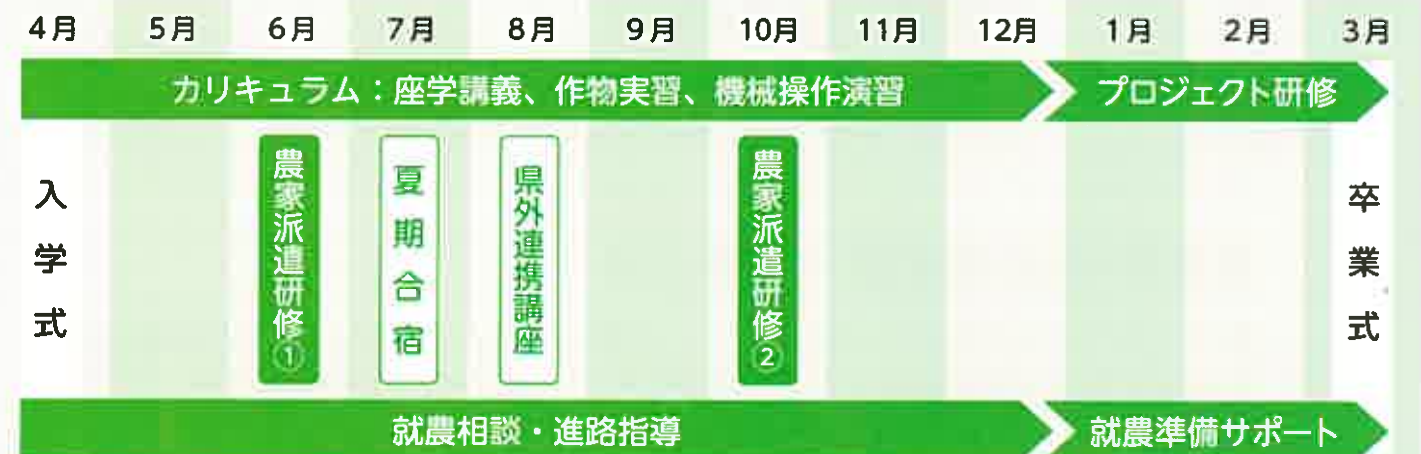 4月 5月 6月 7月 8月 9月 10月 11月 12月 1月 2月 3月
カリキュラム：座学講義、作物実習、機械操作演習
プロジェクト研修
入学式
農家派遣研修①
夏期合宿
県外連携講座
農家派遣研修②
卒業式
就農相談・進路指導
就農準備サポート